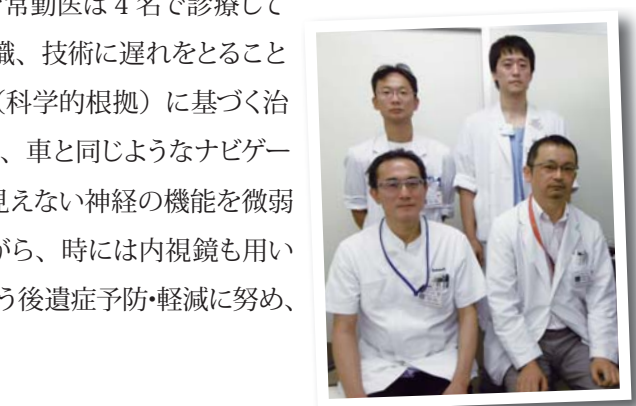 常勤医は 4 名で診療して
識、技術に遅れをとること
（科学的根拠）に基づく治
、車と同じようなナビゲー
見えない神経の機能を微弱
がら、時には内視鏡も用い
う後遺症予防・軽減に努め、